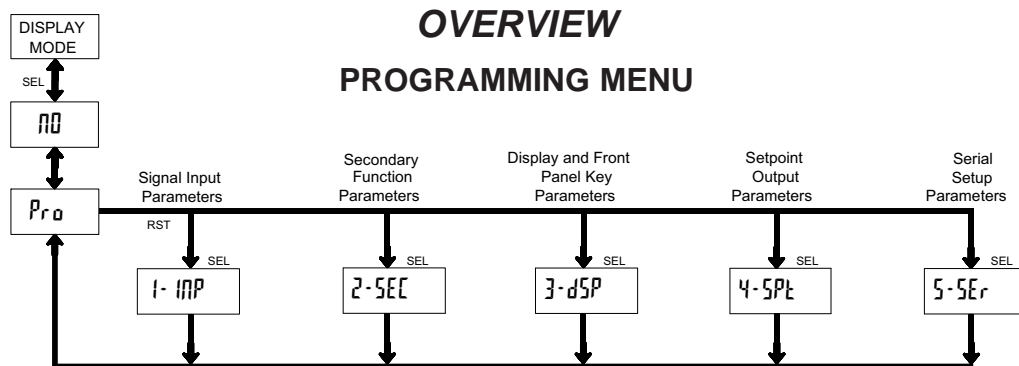 OVERVIEW
PROGRAMMING MENU
DISPLAY
MODE
SEL
NO
Pro
Signal Input
Parameters
Secondary
Function
Parameters
Display and Front
Panel Key
Parameters
Setpoint
Output
Parameters
Serial
Setup
Parameters
RST
SEL
SEL
SEL
SEL
SEL
1-INP
2-SEC
3-dSP
4-SPt
5-SEr